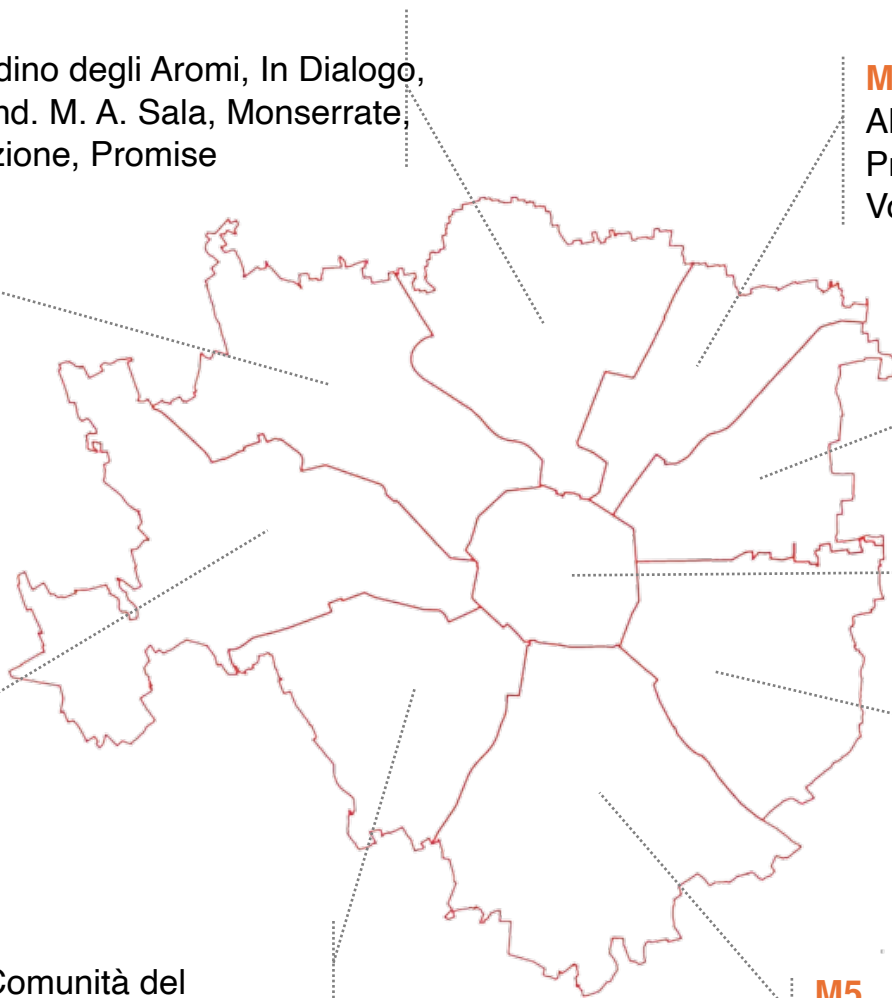 dino degli Aromi, In Dialogo,
nd. M. A. Sala, Monserrate,
zione, Promise
M
Al
Pr
Vo
Comunità del
M5